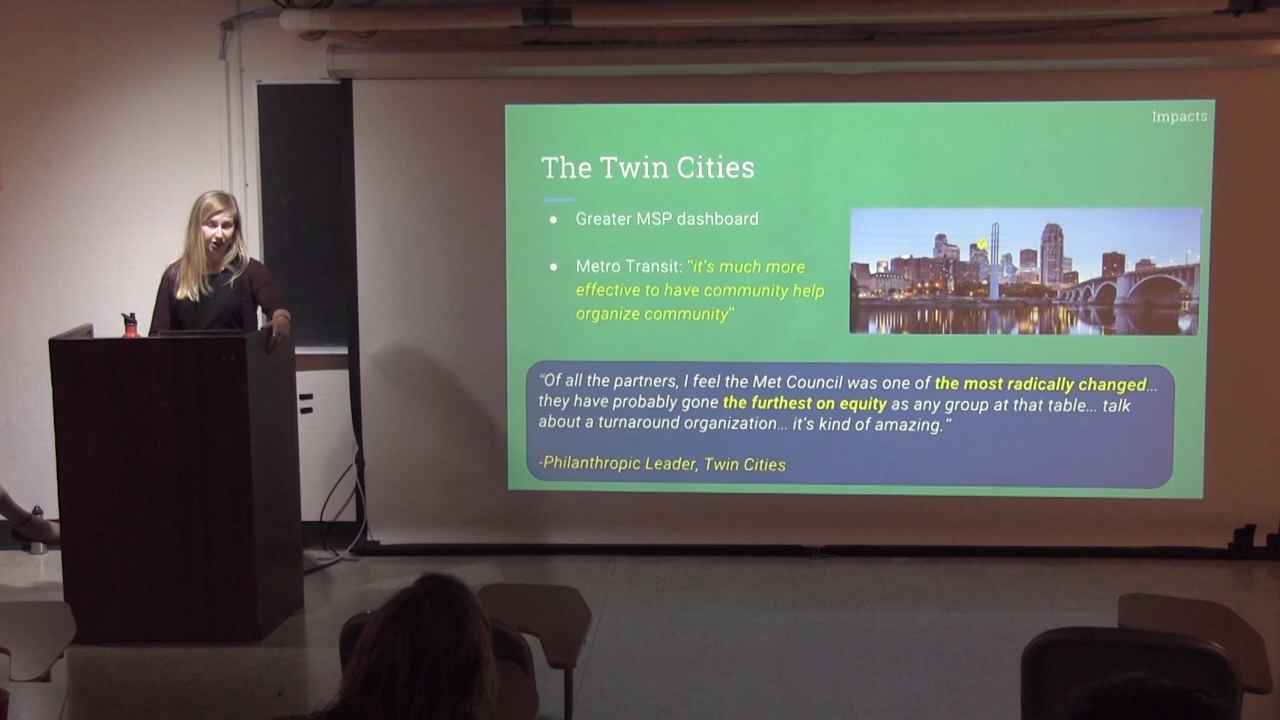 Impacts
The Twin Cities
● Greater MSP dashboard
● Metro Transit: "it's much more
effective to have community help
organize community"
"Of all the partners, I feel the Met Council was one of the most radically changed…
they have probably gone the furthest on equity as any group at that table… talk
about a turnaround organization… it's kind of amazing."
-Philanthropic Leader, Twin Cities